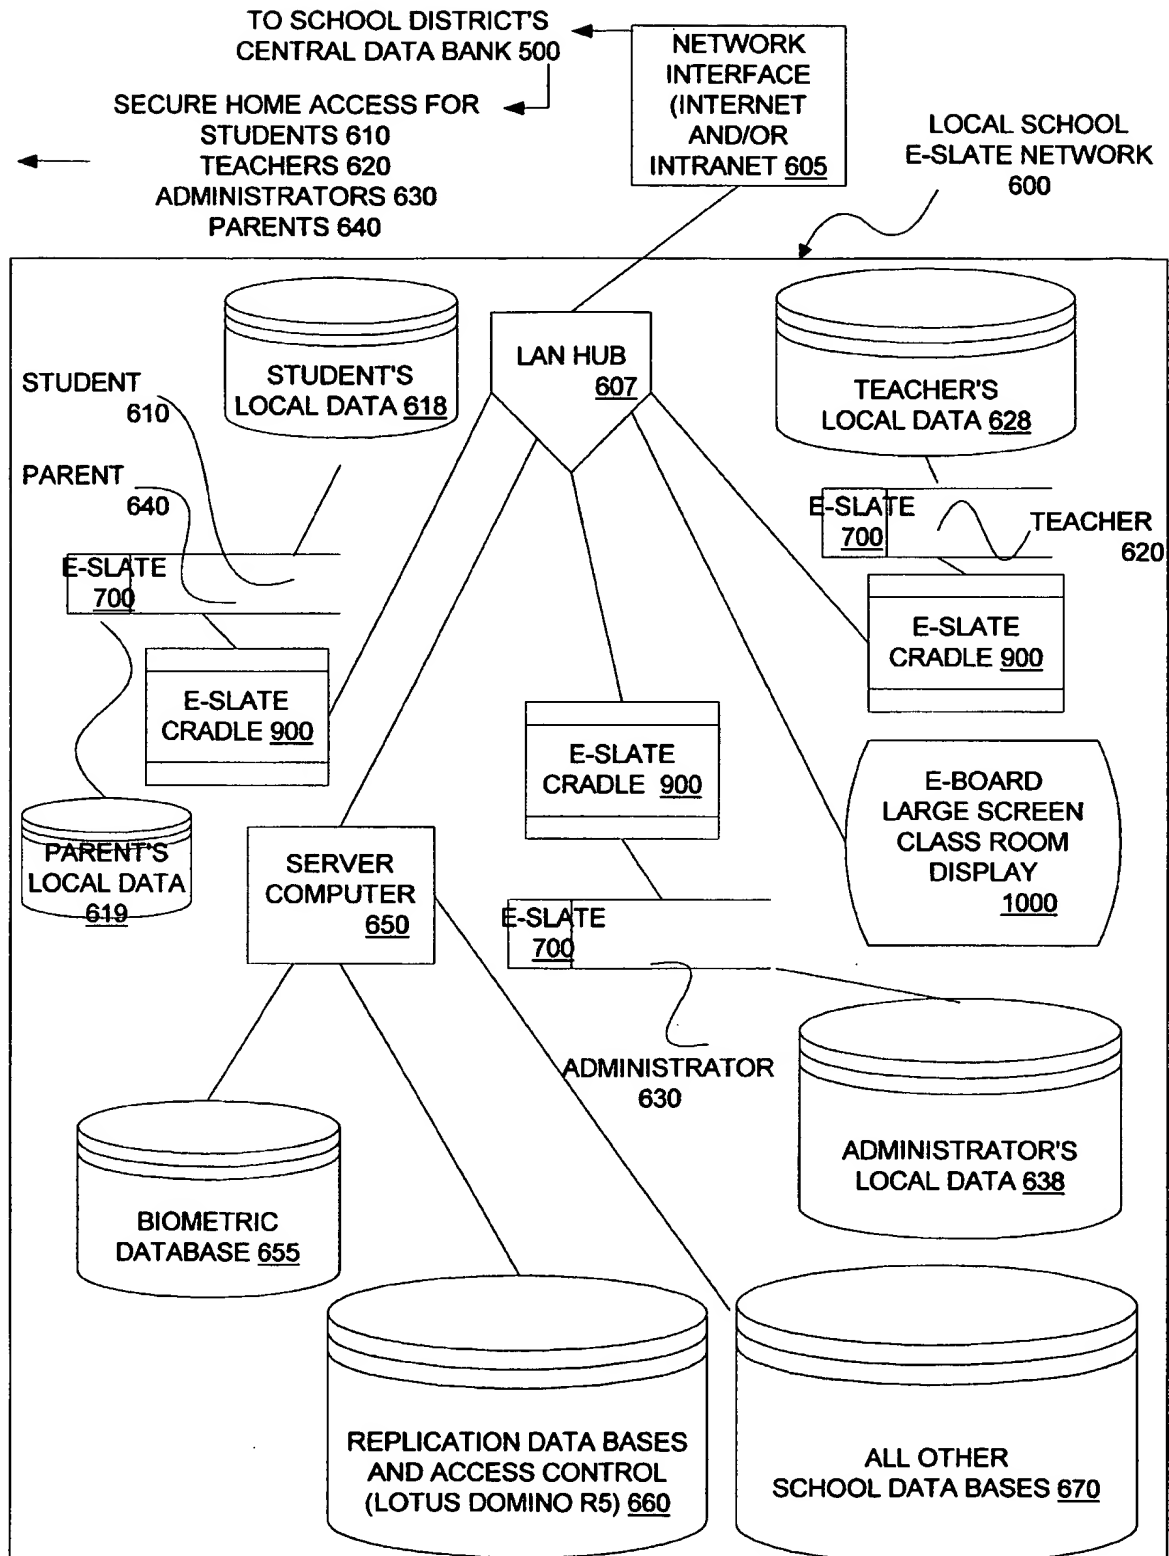 TO SCHOOL DISTRICT'S
CENTRAL DATA BANK 500
SECURE HOME ACCESS FOR
STUDENTS 610
TEACHERS 620
ADMINISTRATORS 630
PARENTS 640
NETWORK
INTERFACE
(INTERNET
AND/OR
INTRANET 605
LOCAL SCHOOL
E-SLATE NETWORK
600
STUDENT'S
LOCAL DATA 618
LAN HUB
607
TEACHER'S
LOCAL DATA 628
STUDENT
610
PARENT
640
E-SLATE
700
E-SLATE
CRADLE 900
PARENT'S
LOCAL DATA
619
E-SLATE
700
TEACHER
620
E-SLATE
CRADLE 900
E-SLATE
CRADLE 900
E-BOARD
LARGE SCREEN
CLASS ROOM
DISPLAY
1000
SERVER
COMPUTER
650
E-SLATE
700
ADMINISTRATOR
630
ADMINISTRATOR'S
LOCAL DATA 638
BIOMETRIC
DATABASE 655
REPLICATION DATA BASES
AND ACCESS CONTROL
(LOTUS DOMINO R5) 660
ALL OTHER
SCHOOL DATA BASES 670